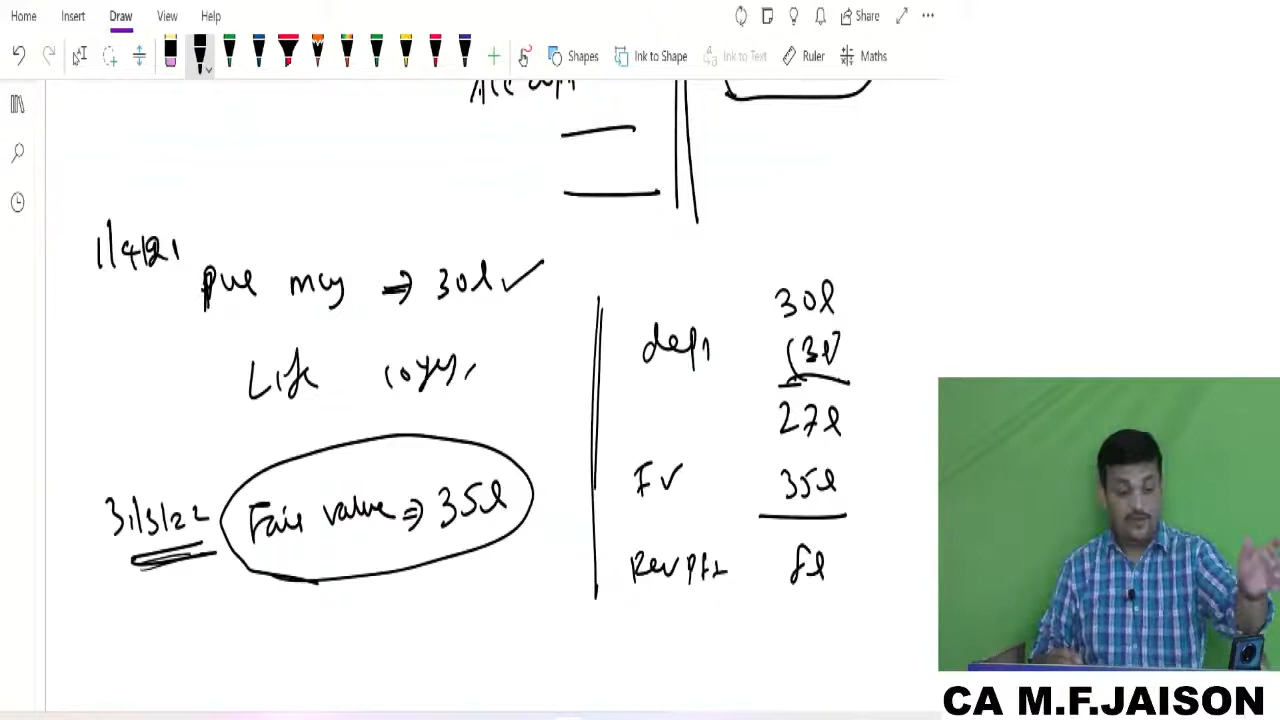 Home Insert Draw View Help Share
Shapes Ink to Shape Ink to Text Ruler Maths
1/4/21
pue mcy → 30l ✓
Life 10yrs
31/3/22 Fair value ⇒ 35l
30l
depn (3l)
27l
FV 35l
Rev pft 8l
CA M.F.JAISON